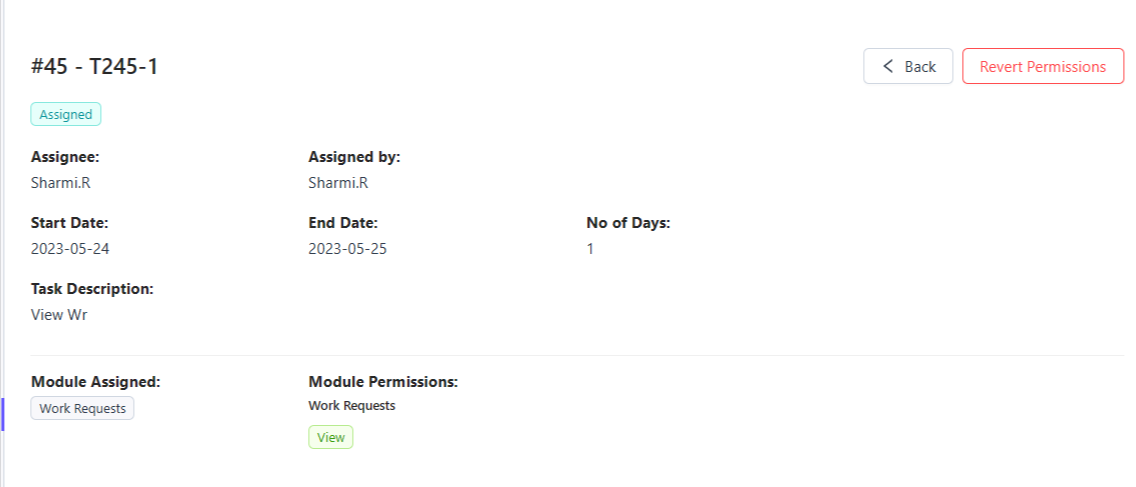 #45 - T245-1
Back
Revert Permissions
Assigned
Assignee: Assigned by:
Sharmi.R Sharmi.R
Start Date: End Date: No of Days:
2023-05-24 2023-05-25 1
Task Description:
View Wr
Module Assigned: Module Permissions:
Work Requests Work Requests
View